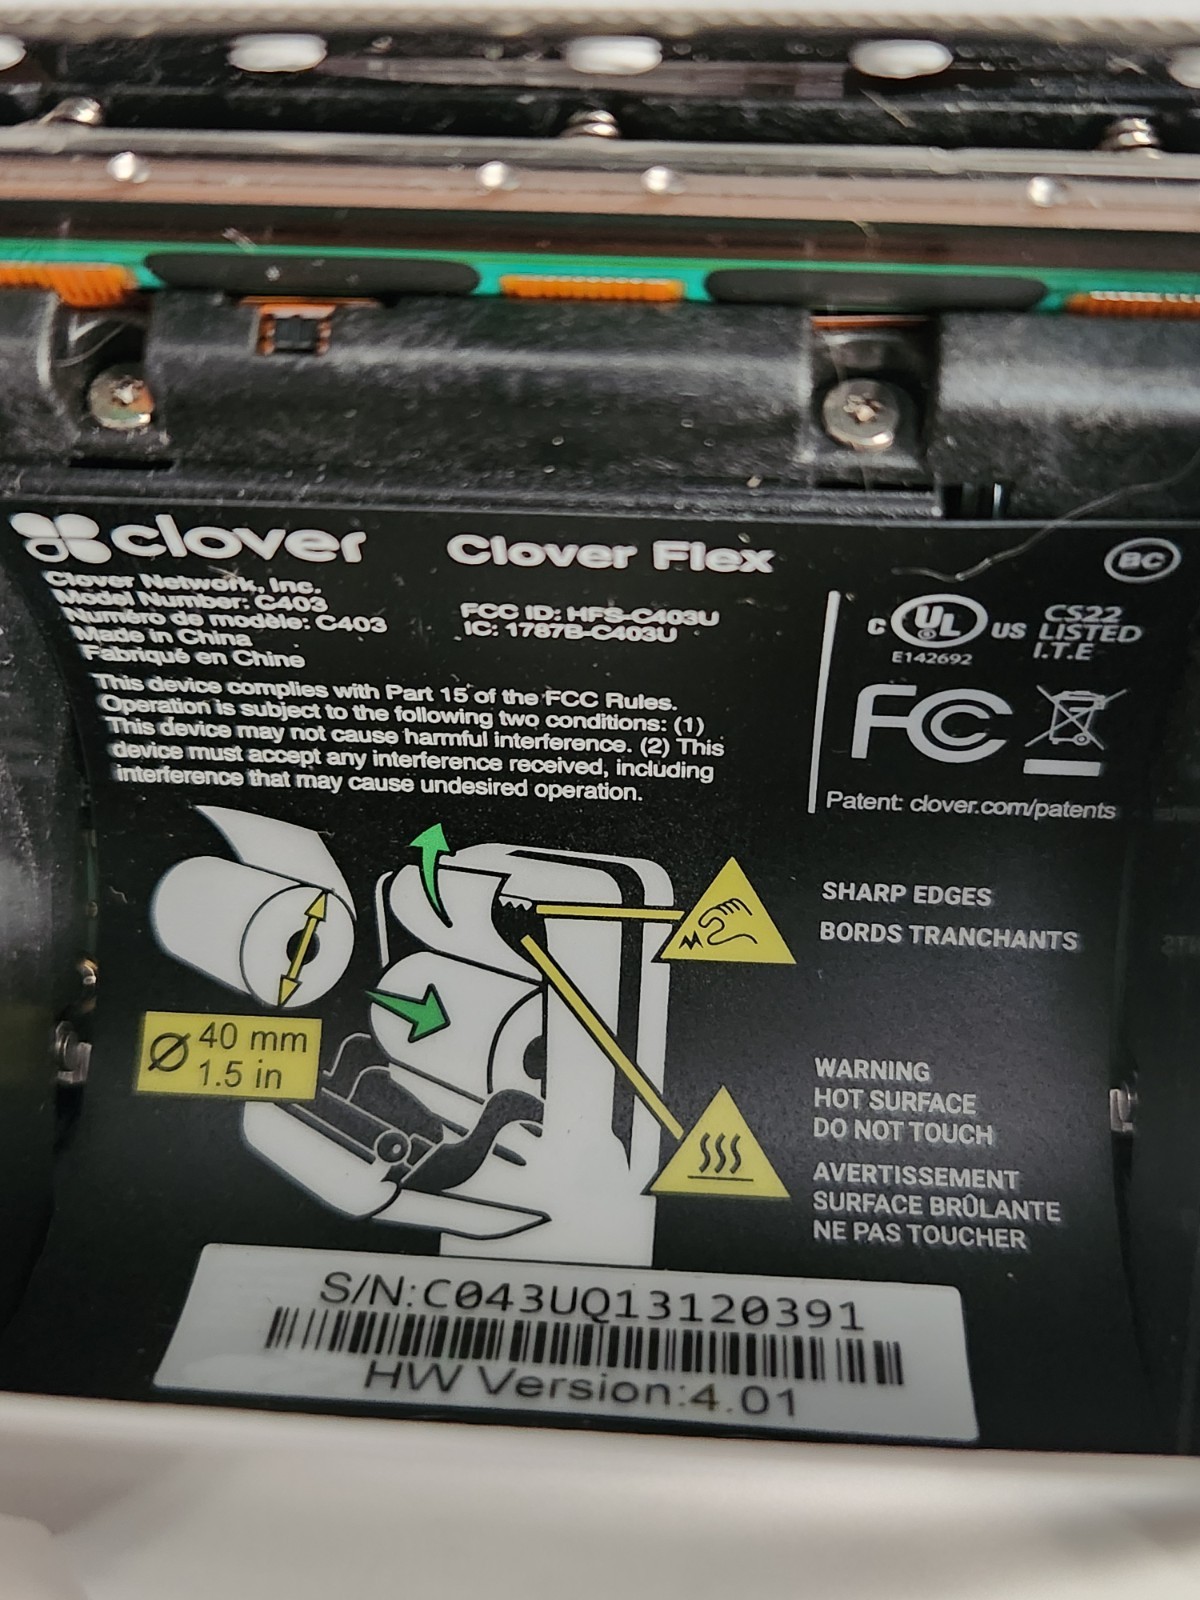 clover
Clover Flex
BC
Clover Network, Inc.
Model Number: C403
Numéro de modèle: C403
Made in China
Fabriqué en Chine
FCC ID: HFS-C403U
IC: 1787B-C403U
This device complies with Part 15 of the FCC Rules.
Operation is subject to the following two conditions: (1)
This device may not cause harmful interference. (2) This
device must accept any interference received, including
interference that may cause undesired operation.
C UL US
E142692
CS22
LISTED
I.T.E
FC
Patent: clover.com/patents
Ø 40 mm
1.5 in
SHARP EDGES
BORDS TRANCHANTS
WARNING
HOT SURFACE
DO NOT TOUCH
AVERTISSEMENT
SURFACE BRÛLANTE
NE PAS TOUCHER
S/N:C043UQ13120391
HW Version:4.01